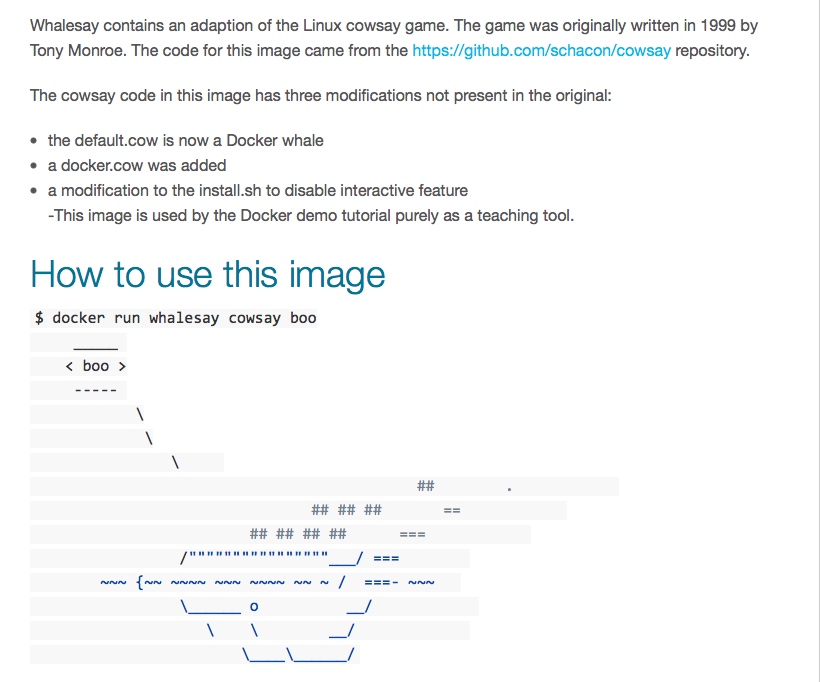 Whalesay contains an adaption of the Linux cowsay game. The game was originally written in 1999 by
Tony Monroe. The code for this image came from the https://github.com/schacon/cowsay repository.
The cowsay code in this image has three modifications not present in the original:
• the default.cow is now a Docker whale
• a docker.cow was added
• a modification to the install.sh to disable interactive feature
-This image is used by the Docker demo tutorial purely as a teaching tool.
How to use this image
$ docker run whalesay cowsay boo
     _____
    < boo >
     -----
            \
             \
                \
                                            ##         .
                                ## ## ##       ==
                         ## ## ## ##      ===
                 /""""""""""""""""___/ ===
        ~~~ {~~ ~~~~ ~~~ ~~~~ ~~ ~ /  ===- ~~~
                 \______ o          __/
                    \    \        __/
                        \____\______/